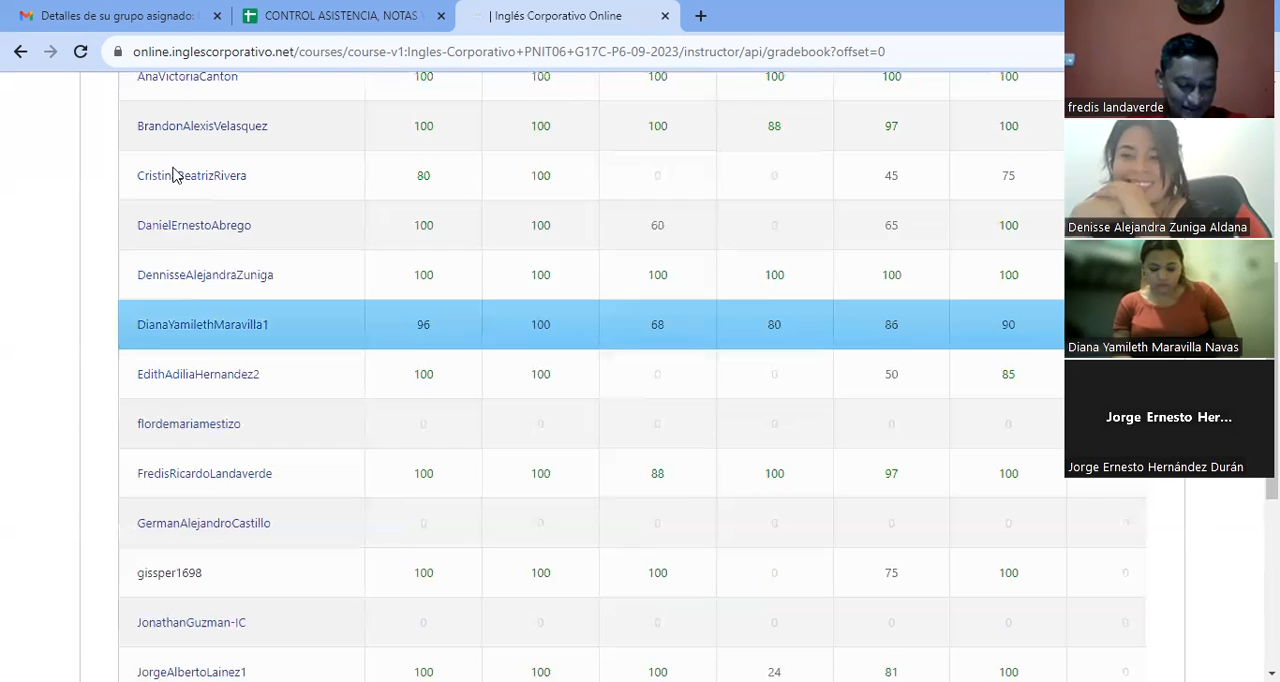 Detalles de su grupo asignado:
CONTROL ASISTENCIA, NOTAS
| Inglés Corporativo Online
online.inglescorporativo.net/courses/course-v1:Ingles-Corporativo+PNIT06+G17C-P6-09-2023/instructor/api/gradebook?offset=0
AnaVictoriaCanton 100 100 100 100 100 100
BrandonAlexisVelasquez 100 100 100 88 97 100
CristinaBeatrizRivera 80 100 0 0 45 75
DanielErnestoAbrego 100 100 60 0 65 100
DennisseAlejandraZuniga 100 100 100 100 100 100
DianaYamilethMaravilla1 96 100 68 80 86 90
EdithAdiliaHernandez2 100 100 0 0 50 85
flordemariamestizo 0 0 0 0 0 0
FredisRicardoLandaverde 100 100 88 100 97 100
GermanAlejandroCastillo 0 0 0 0 0 0 0
gissper1698 100 100 100 0 75 100 0
JonathanGuzman-IC 0 0 0 0 0 0 0
JorgeAlbertoLainez1 100 100 100 24 81 100 0
fredis landaverde
Denisse Alejandra Zuniga Aldana
Diana Yamileth Maravilla Navas
Jorge Ernesto Her...
Jorge Ernesto Hernández Durán